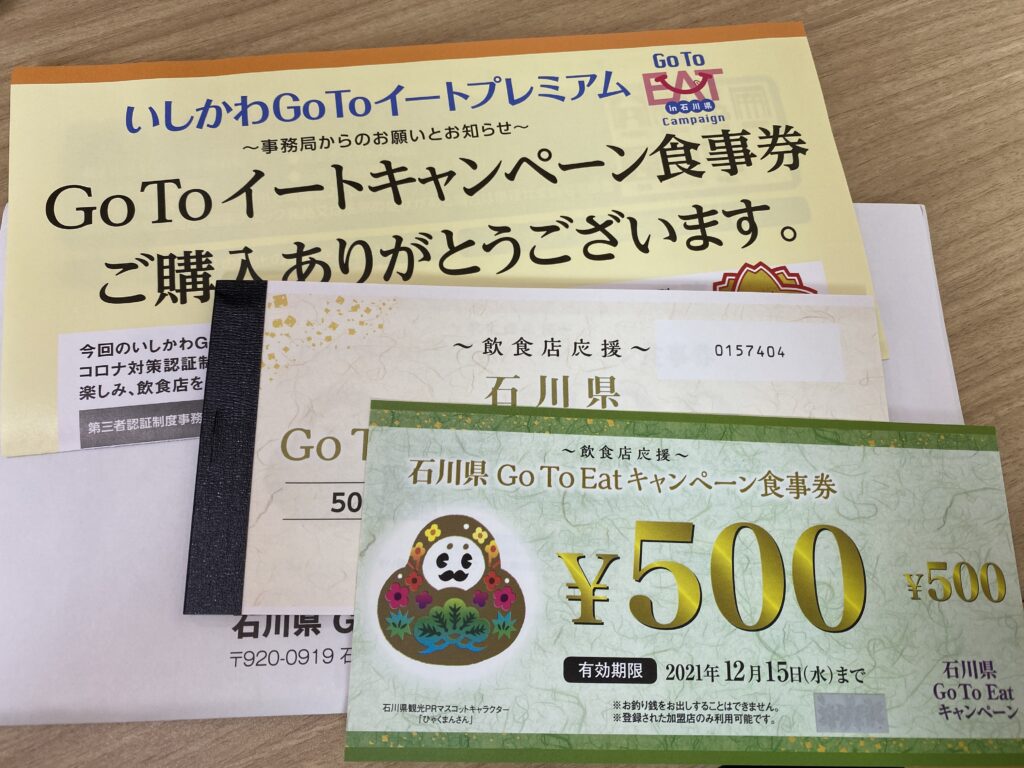 いしかわGoToイートプレミアム
Go To
EAT
in 石川県
Campaign
～事務局からのお願いとお知らせ～
GoToイートキャンペーン食事券
ご購入ありがとうございます。
今回のいしかわG
コロナ対策認証制
楽しみ、飲食店を
第三者認証制度事務
～飲食店応援～
0157404
石川県
Go T
50
石川県 G
〒920-0919 石
～飲食店応援～
石川県 Go To Eatキャンペーン食事券
¥500
¥500
有効期限 2021年12月15日(水)まで
石川県
Go To Eat
キャンペーン
石川県観光PRマスコットキャラクター
「ひゃくまんさん」
※お釣り銭をお出しすることはできません。
※登録された加盟店のみ利用可能です。